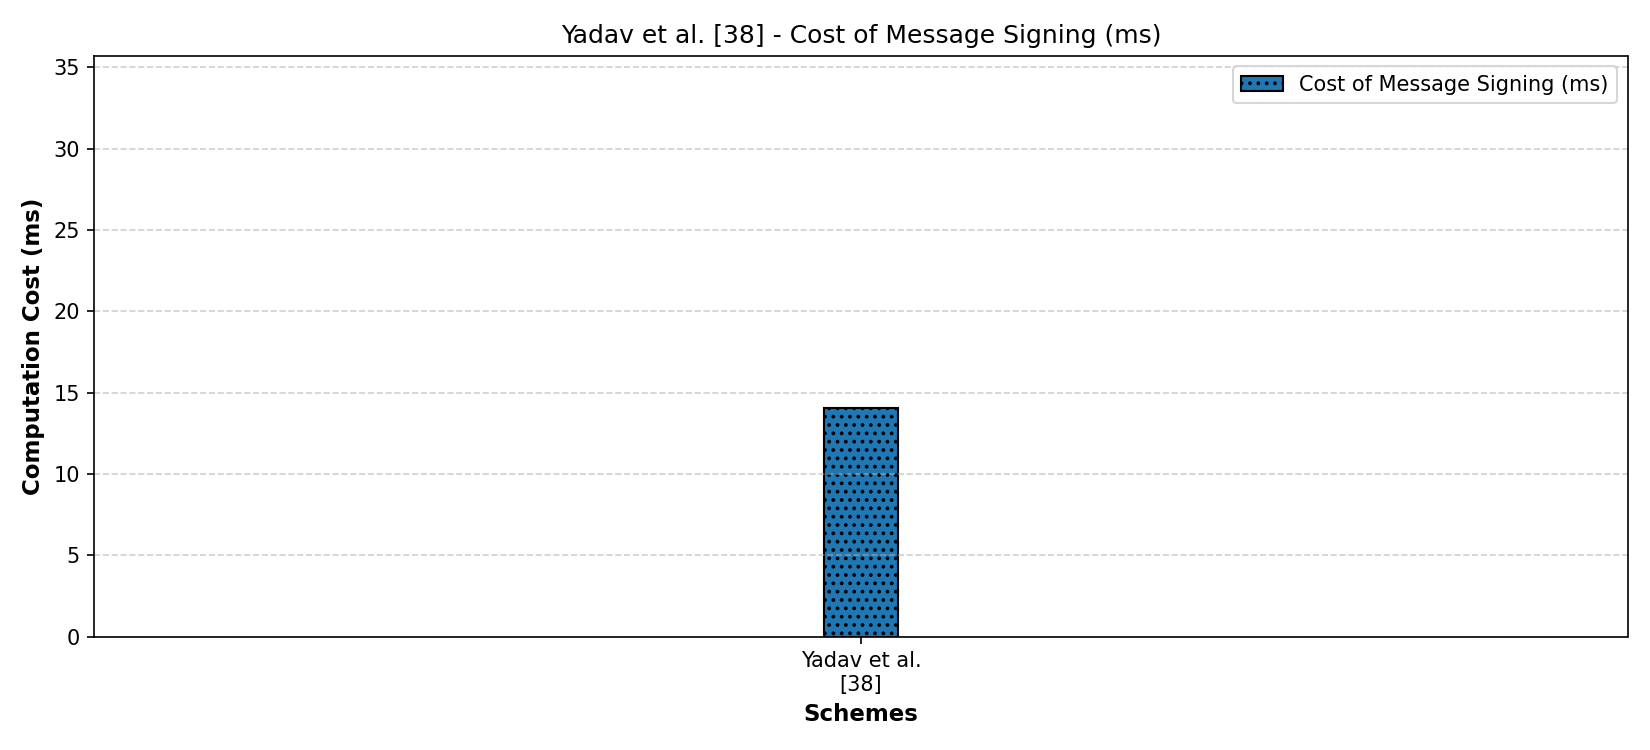 Yadav et al. [38] - Cost of Message Signing (ms)
Cost of Message Signing (ms)
Computation Cost (ms)
35
30
25
20
15
10
5
0
Yadav et al.
[38]
Schemes